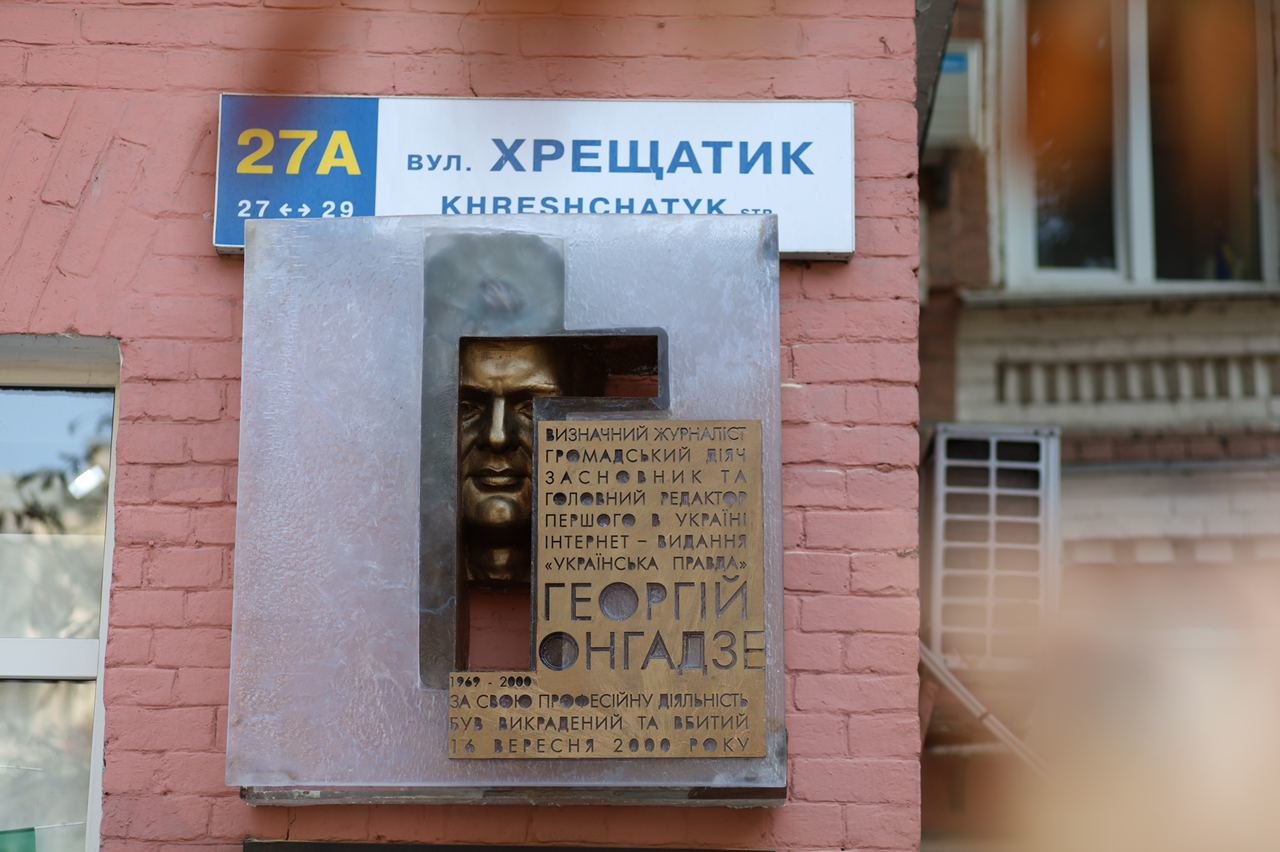 27А
27 ↔ 29
вул. ХРЕЩАТИК
KHRESHCHATYK STR
ВИЗНАЧНИЙ ЖУРНАЛІСТ
ГРОМАДСЬКИЙ ДІЯЧ
ЗАСНОВНИК ТА
ГОЛОВНИЙ РЕДАКТОР
ПЕРШОГО В УКРАЇНІ
ІНТЕРНЕТ – ВИДАННЯ
«УКРАЇНСЬКА ПРАВДА»
ГЕОРГІЙ
ОНГАДЗЕ
1969 - 2000
ЗА СВОЮ ПРОФЕСІЙНУ ДІЯЛЬНІСТЬ
БУВ ВИКРАДЕНИЙ ТА ВБИТИЙ
16 ВЕРЕСНЯ 2000 РОКУ